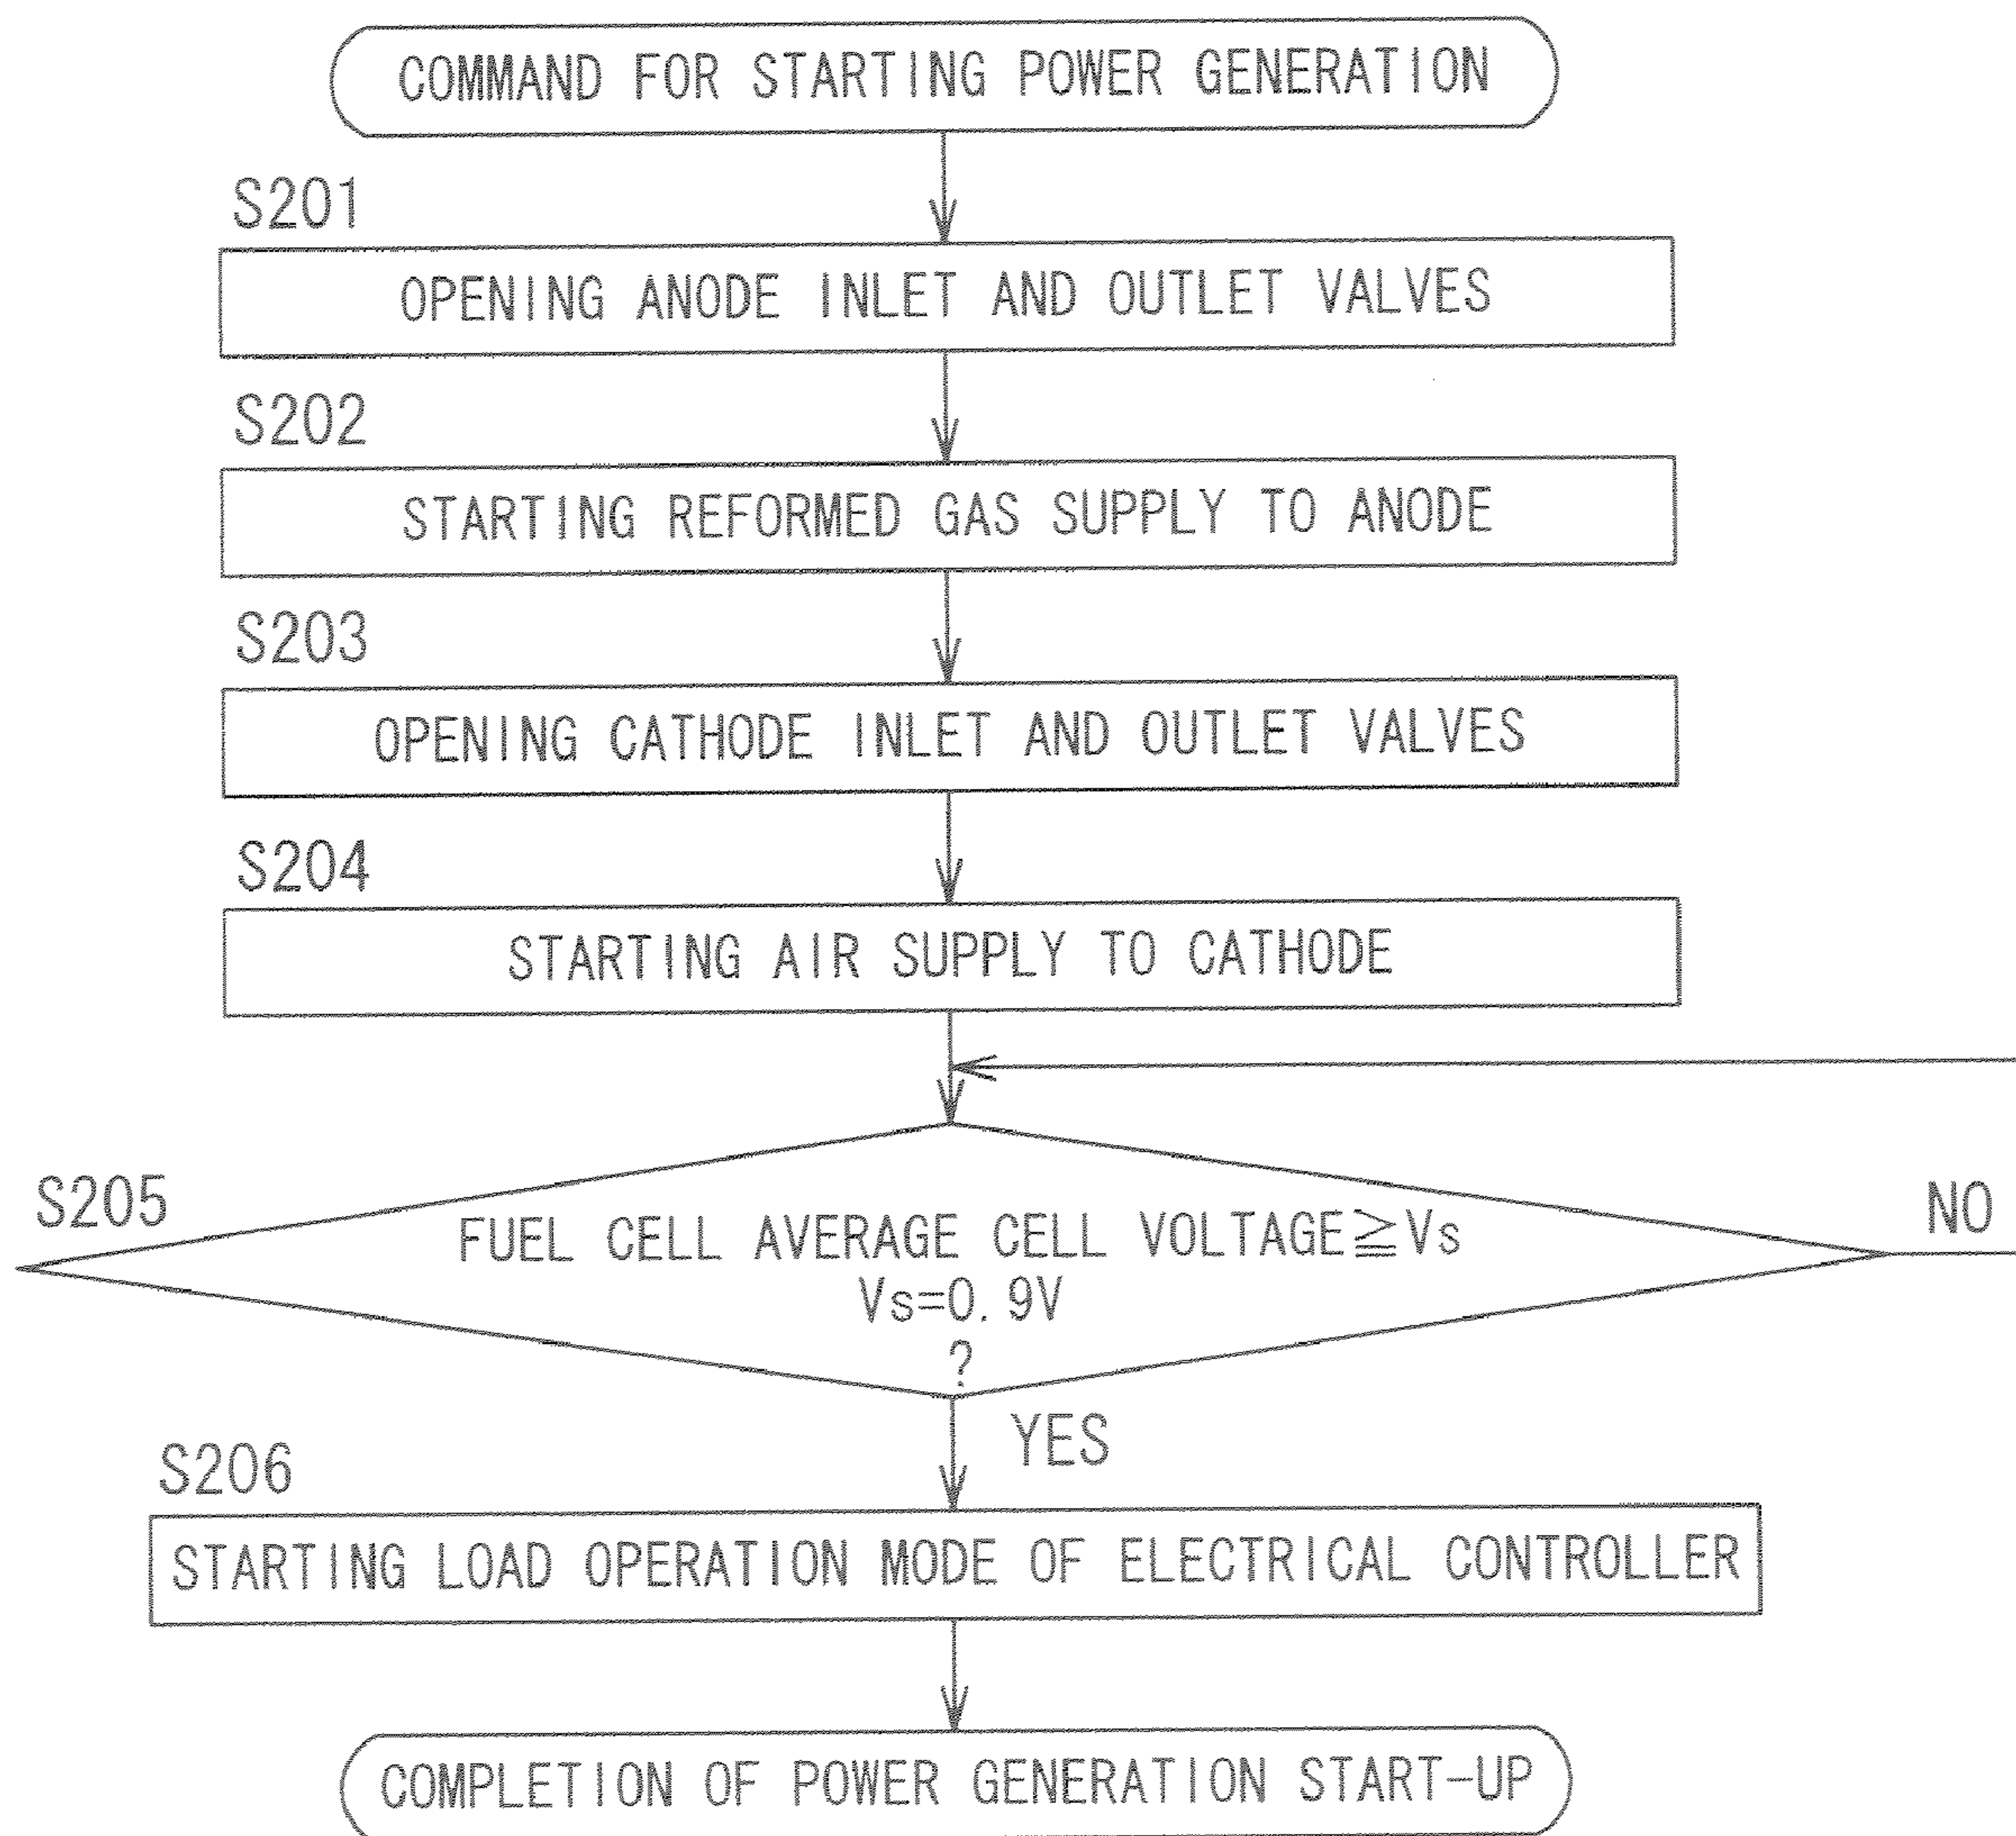 COMMAND FOR STARTING POWER GENERATION
S201
OPENING ANODE INLET AND OUTLET VALVES
S202
STARTING REFORMED GAS SUPPLY TO ANODE
S203
OPENING CATHODE INLET AND OUTLET VALVES
S204
STARTING AIR SUPPLY TO CATHODE
S205
FUEL CELL AVERAGE CELL VOLTAGE≧Vs
Vs=0.9V
?
NO
YES
S206
STARTING LOAD OPERATION MODE OF ELECTRICAL CONTROLLER
COMPLETION OF POWER GENERATION START-UP